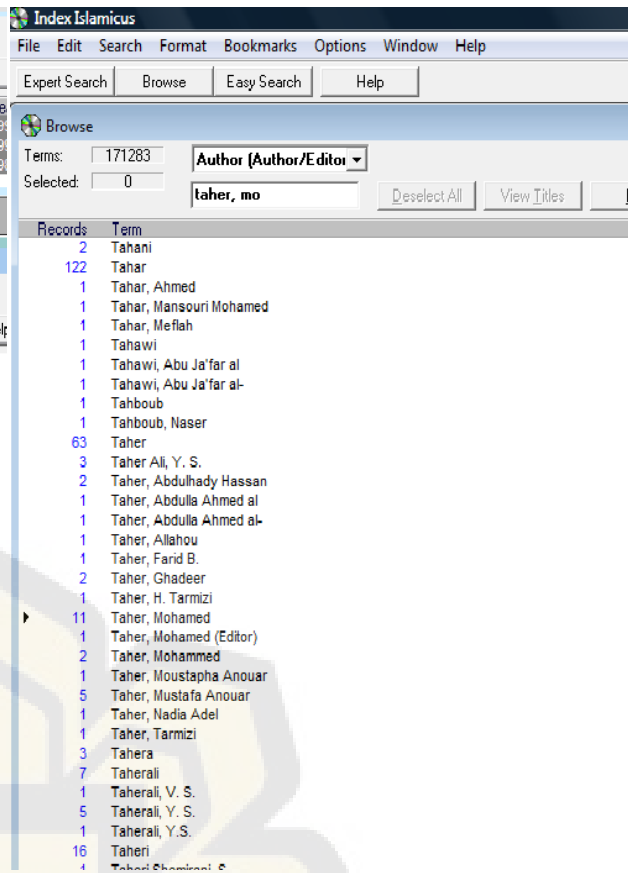 Index Islamicus
File Edit Search Format Bookmarks Options Window Help
Expert Search Browse Easy Search Help
Browse
Terms: 171283 Author (Author/Editor
Selected: 0
taher, mo Deselect All View Titles
Records Term
2 Tahani
122 Tahar
1 Tahar, Ahmed
1 Tahar, Mansouri Mohamed
1 Tahar, Meflah
1 Tahawi
1 Tahawi, Abu Ja'far al
1 Tahawi, Abu Ja'far al-
1 Tahboub
1 Tahboub, Naser
63 Taher
3 Taher Ali, Y. S.
2 Taher, Abdulhady Hassan
1 Taher, Abdulla Ahmed al
1 Taher, Abdulla Ahmed al-
1 Taher, Allahou
1 Taher, Farid B.
2 Taher, Ghadeer
1 Taher, H. Tarmizi
11 Taher, Mohamed
1 Taher, Mohamed (Editor)
2 Taher, Mohammed
1 Taher, Moustapha Anouar
5 Taher, Mustafa Anouar
1 Taher, Nadia Adel
1 Taher, Tarmizi
3 Tahera
7 Taherali
1 Taherali, V. S.
5 Taherali, Y. S.
1 Taherali, Y.S.
16 Taheri
1 Taheri Shemirani, S.